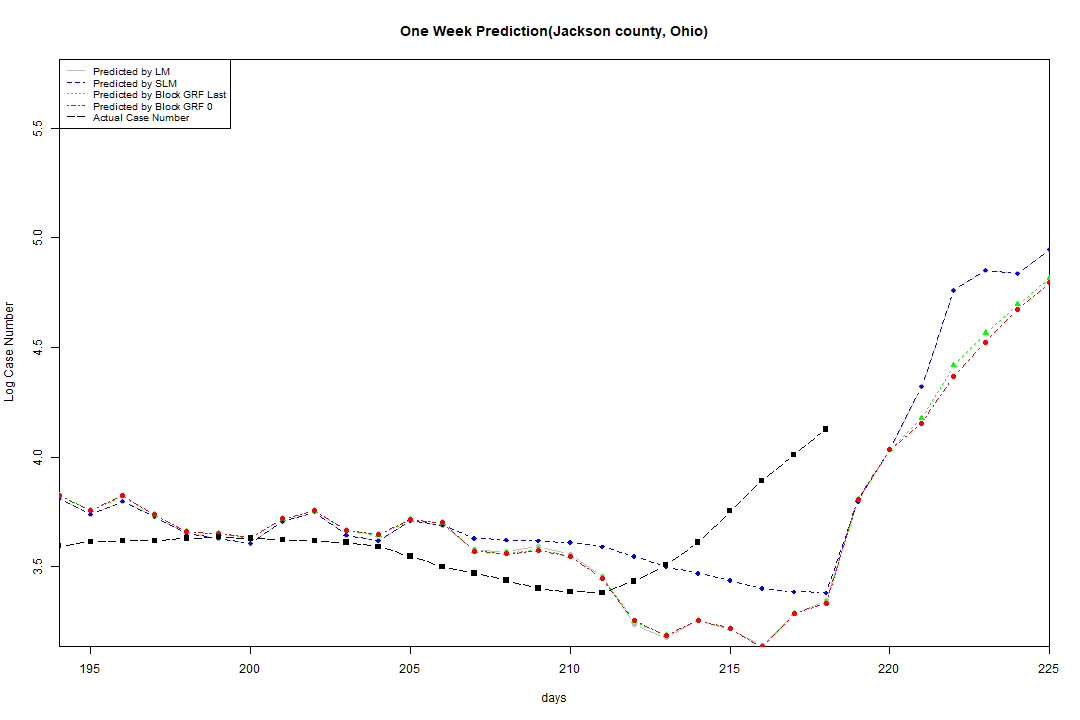 One Week Prediction(Jackson county, Ohio)
Predicted by LM
Predicted by SLM
Predicted by Block GRF Last
Predicted by Block GRF 0
Actual Case Number
5.5
5.0
4.5
4.0
3.5
Log Case Number
195
200
205
210
215
220
225
days